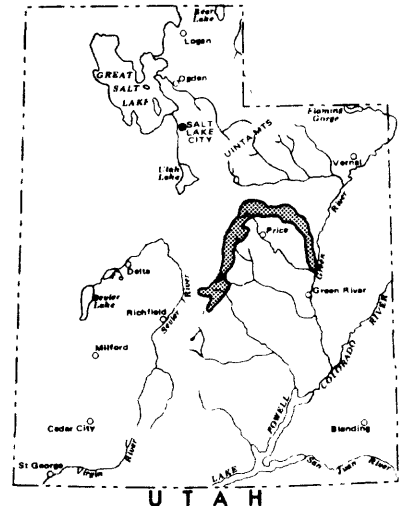 Bear
Lake
Logan
GREAT
SALT
LAKE
Ogden
SALT
LAKE
CITY
UINTA MTS
Flaming
Gorge
Vernal
Utah
Lake
River
Price
Green
Delta
Sevier
Lake
River
Green River
Richfield
Sevier
RIVER
Milford
COLORADO
POWELL
Cedar City
Blanding
River
LAKE
San Juan River
St George
Virgin
UTAH